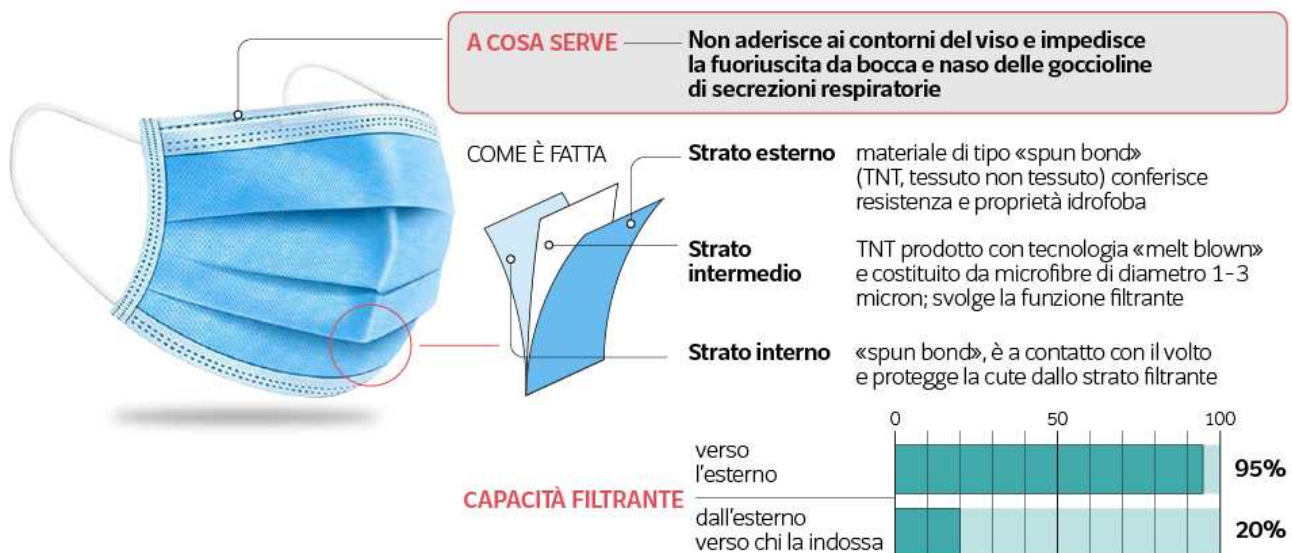 A COSA SERVE
Non aderisce ai contorni del viso e impedisce
la fuoriuscita da bocca e naso delle goccioline
di secrezioni respiratorie
COME È FATTA
Strato esterno
materiale di tipo «spun bond»
(TNT, tessuto non tessuto) conferisce
resistenza e proprietà idrofoba
Strato
intermedio
TNT prodotto con tecnologia «melt blown»
e costituito da microfibre di diametro 1-3
micron; svolge la funzione filtrante
Strato interno
«spun bond», è a contatto con il volto
e protegge la cute dallo strato filtrante
CAPACITÀ FILTRANTE
0 50 100
verso
l'esterno
95%
dall'esterno
verso chi la indossa
20%